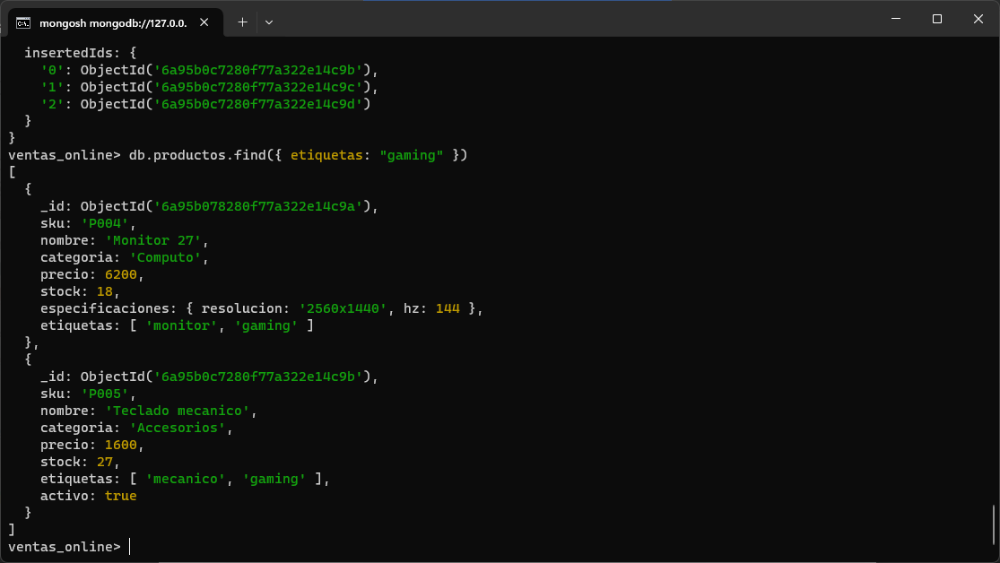 mongosh mongodb://127.0.0.
insertedIds: {
'0': ObjectId('6a95b0c7280f77a322e14c9b'),
'1': ObjectId('6a95b0c7280f77a322e14c9c'),
'2': ObjectId('6a95b0c7280f77a322e14c9d')
}
}
ventas_online> db.productos.find({ etiquetas: "gaming" })
[
{
_id: ObjectId('6a95b078280f77a322e14c9a'),
sku: 'P004',
nombre: 'Monitor 27',
categoria: 'Computo',
precio: 6200,
stock: 18,
especificaciones: { resolucion: '2560x1440', hz: 144 },
etiquetas: [ 'monitor', 'gaming' ]
},
{
_id: ObjectId('6a95b0c7280f77a322e14c9b'),
sku: 'P005',
nombre: 'Teclado mecanico',
categoria: 'Accesorios',
precio: 1600,
stock: 27,
etiquetas: [ 'mecanico', 'gaming' ],
activo: true
}
]
ventas_online>